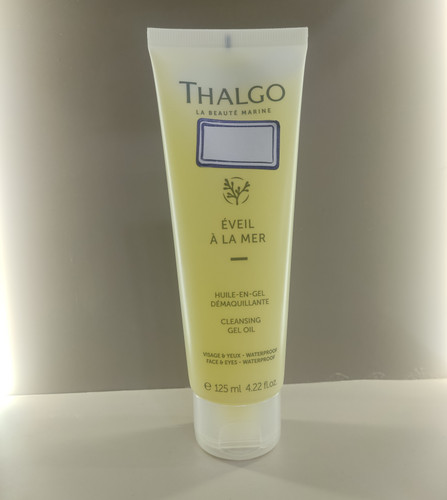 THALGO
LA BEAUTÉ MARINE
ÉVEIL
À LA MER
HUILE-EN-GEL
DÉMAQUILLANTE
CLEANSING
GEL OIL
VISAGE & YEUX - WATERPROOF
FACE & EYES - WATERPROOF
℮ 125 ml 4.22 fl.oz.